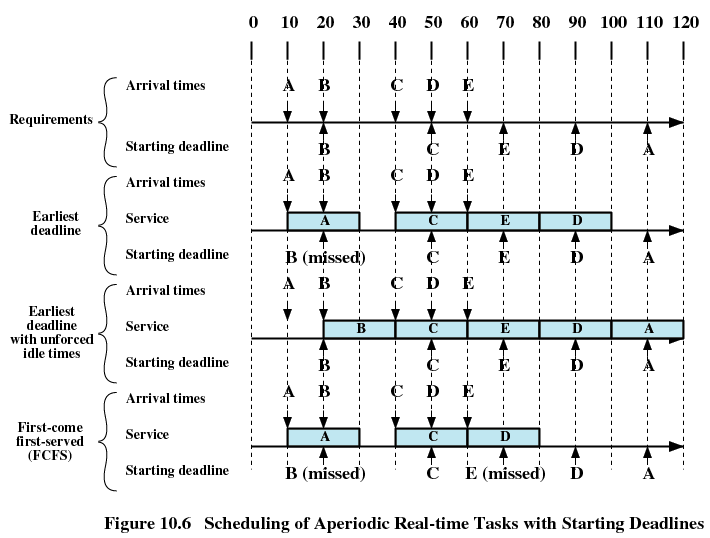 0 10 20 30 40 50 60 70 80 90 100 110 120
Arrival times A B C D E
Requirements
Starting deadline B C E D A
Arrival times A B C D E
Earliest
deadline
Service A C E D
Starting deadline B (missed) C E D A
Arrival times A B C D E
Earliest
deadline
with unforced
idle times
Service B C E D A
Starting deadline B C E D A
Arrival times A B C D E
First-come
first-served
(FCFS)
Service A C D
Starting deadline B (missed) C E (missed) D A
Figure 10.6 Scheduling of Aperiodic Real-time Tasks with Starting Deadlines